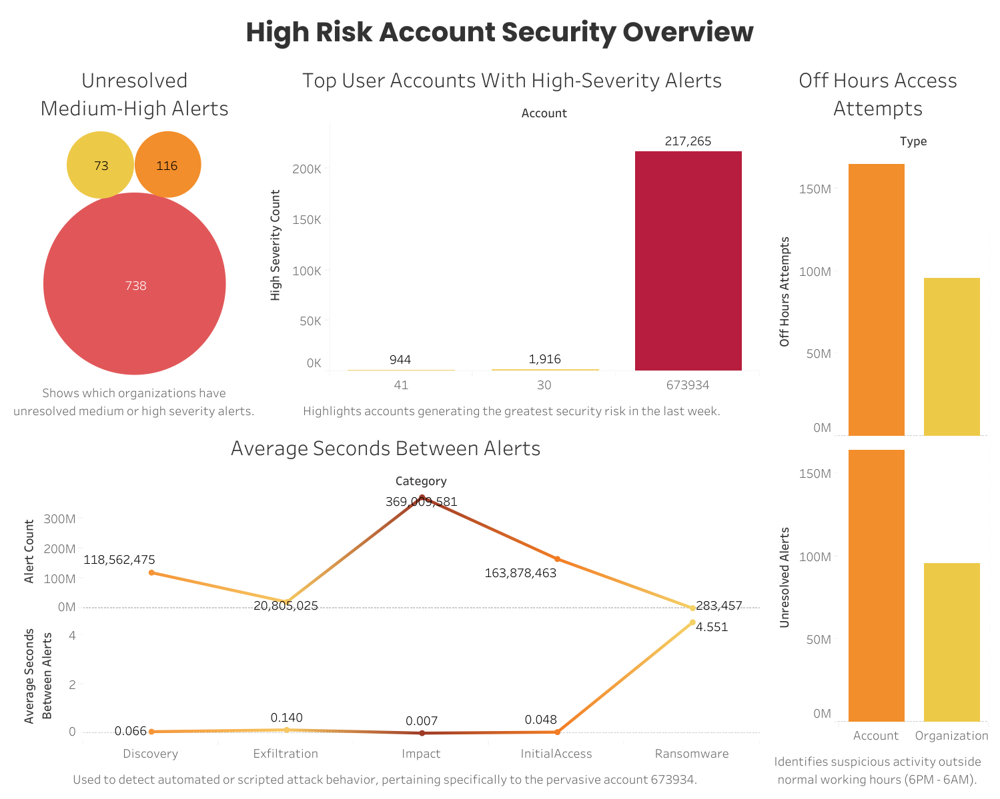 High Risk Account Security Overview
Unresolved
Medium-High Alerts
73
116
738
Shows which organizations have
unresolved medium or high severity alerts.
Top User Accounts With High-Severity Alerts
Account
High Severity Count
200K
150K
100K
50K
0K
944
1,916
217,265
41
30
673934
Highlights accounts generating the greatest security risk in the last week.
Off Hours Access
Attempts
Type
Off Hours Attempts
150M
100M
50M
0M
Unresolved Alerts
150M
100M
50M
0M
Account
Organization
Identifies suspicious activity outside
normal working hours (6PM - 6AM).
Average Seconds Between Alerts
Category
Alert Count
300M
200M
100M
0M
118,562,475
20,805,025
369,009,581
163,878,463
283,457
Average Seconds
Between Alerts
4
2
0
0.066
0.140
0.007
0.048
4.551
Discovery
Exfiltration
Impact
InitialAccess
Ransomware
Used to detect automated or scripted attack behavior, pertaining specifically to the pervasive account 673934.